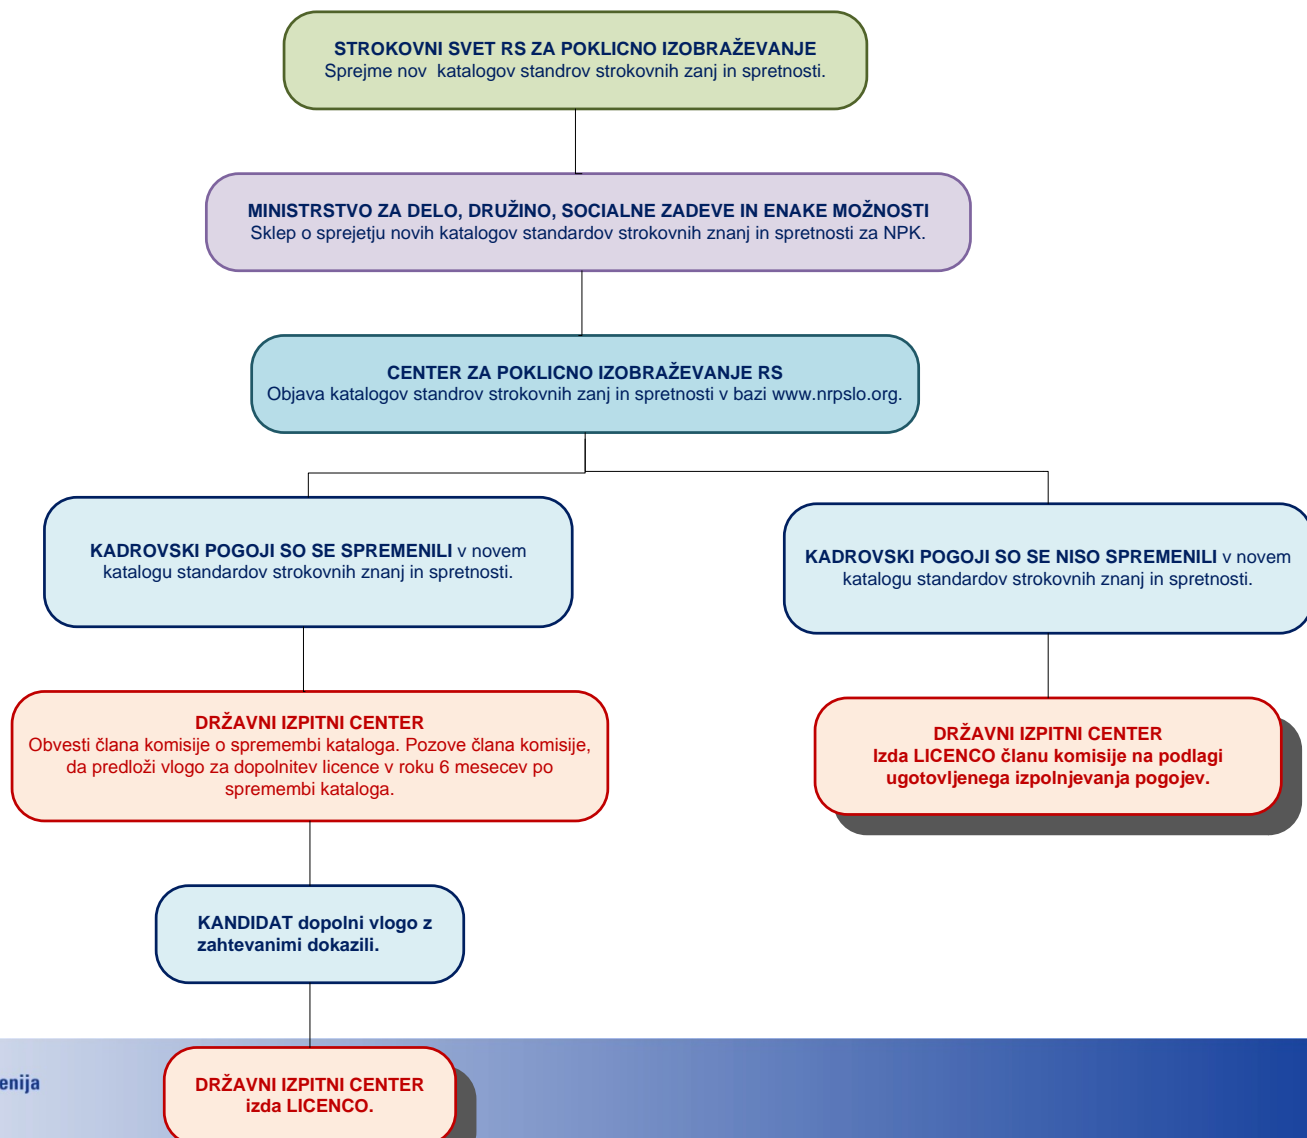 STROKOVNI SVET RS ZA POKLICNO IZOBRAŽEVANJE
Sprejme nov katalogov standrov strokovnih zanj in spretnosti.
MINISTRSTVO ZA DELO, DRUŽINO, SOCIALNE ZADEVE IN ENAKE MOŽNOSTI
Sklep o sprejetju novih katalogov standardov strokovnih znanj in spretnosti za NPK.
CENTER ZA POKLICNO IZOBRAŽEVANJE RS
Objava katalogov standrov strokovnih zanj in spretnosti v bazi www.nrpslo.org.
KADROVSKI POGOJI SO SE SPREMENILI v novem
katalogu standardov strokovnih znanj in spretnosti.
KADROVSKI POGOJI SO SE NISO SPREMENILI v novem
katalogu standardov strokovnih znanj in spretnosti.
DRŽAVNI IZPITNI CENTER
Obvesti člana komisije o spremembi kataloga. Pozove člana komisije,
da predloži vlogo za dopolnitev licence v roku 6 mesecev po
spremembi kataloga.
DRŽAVNI IZPITNI CENTER
Izda LICENCO članu komisije na podlagi
ugotovljenega izpolnjevanja pogojev.
KANDIDAT dopolni vlogo z
zahtevanimi dokazili.
DRŽAVNI IZPITNI CENTER
izda LICENCO.
enija